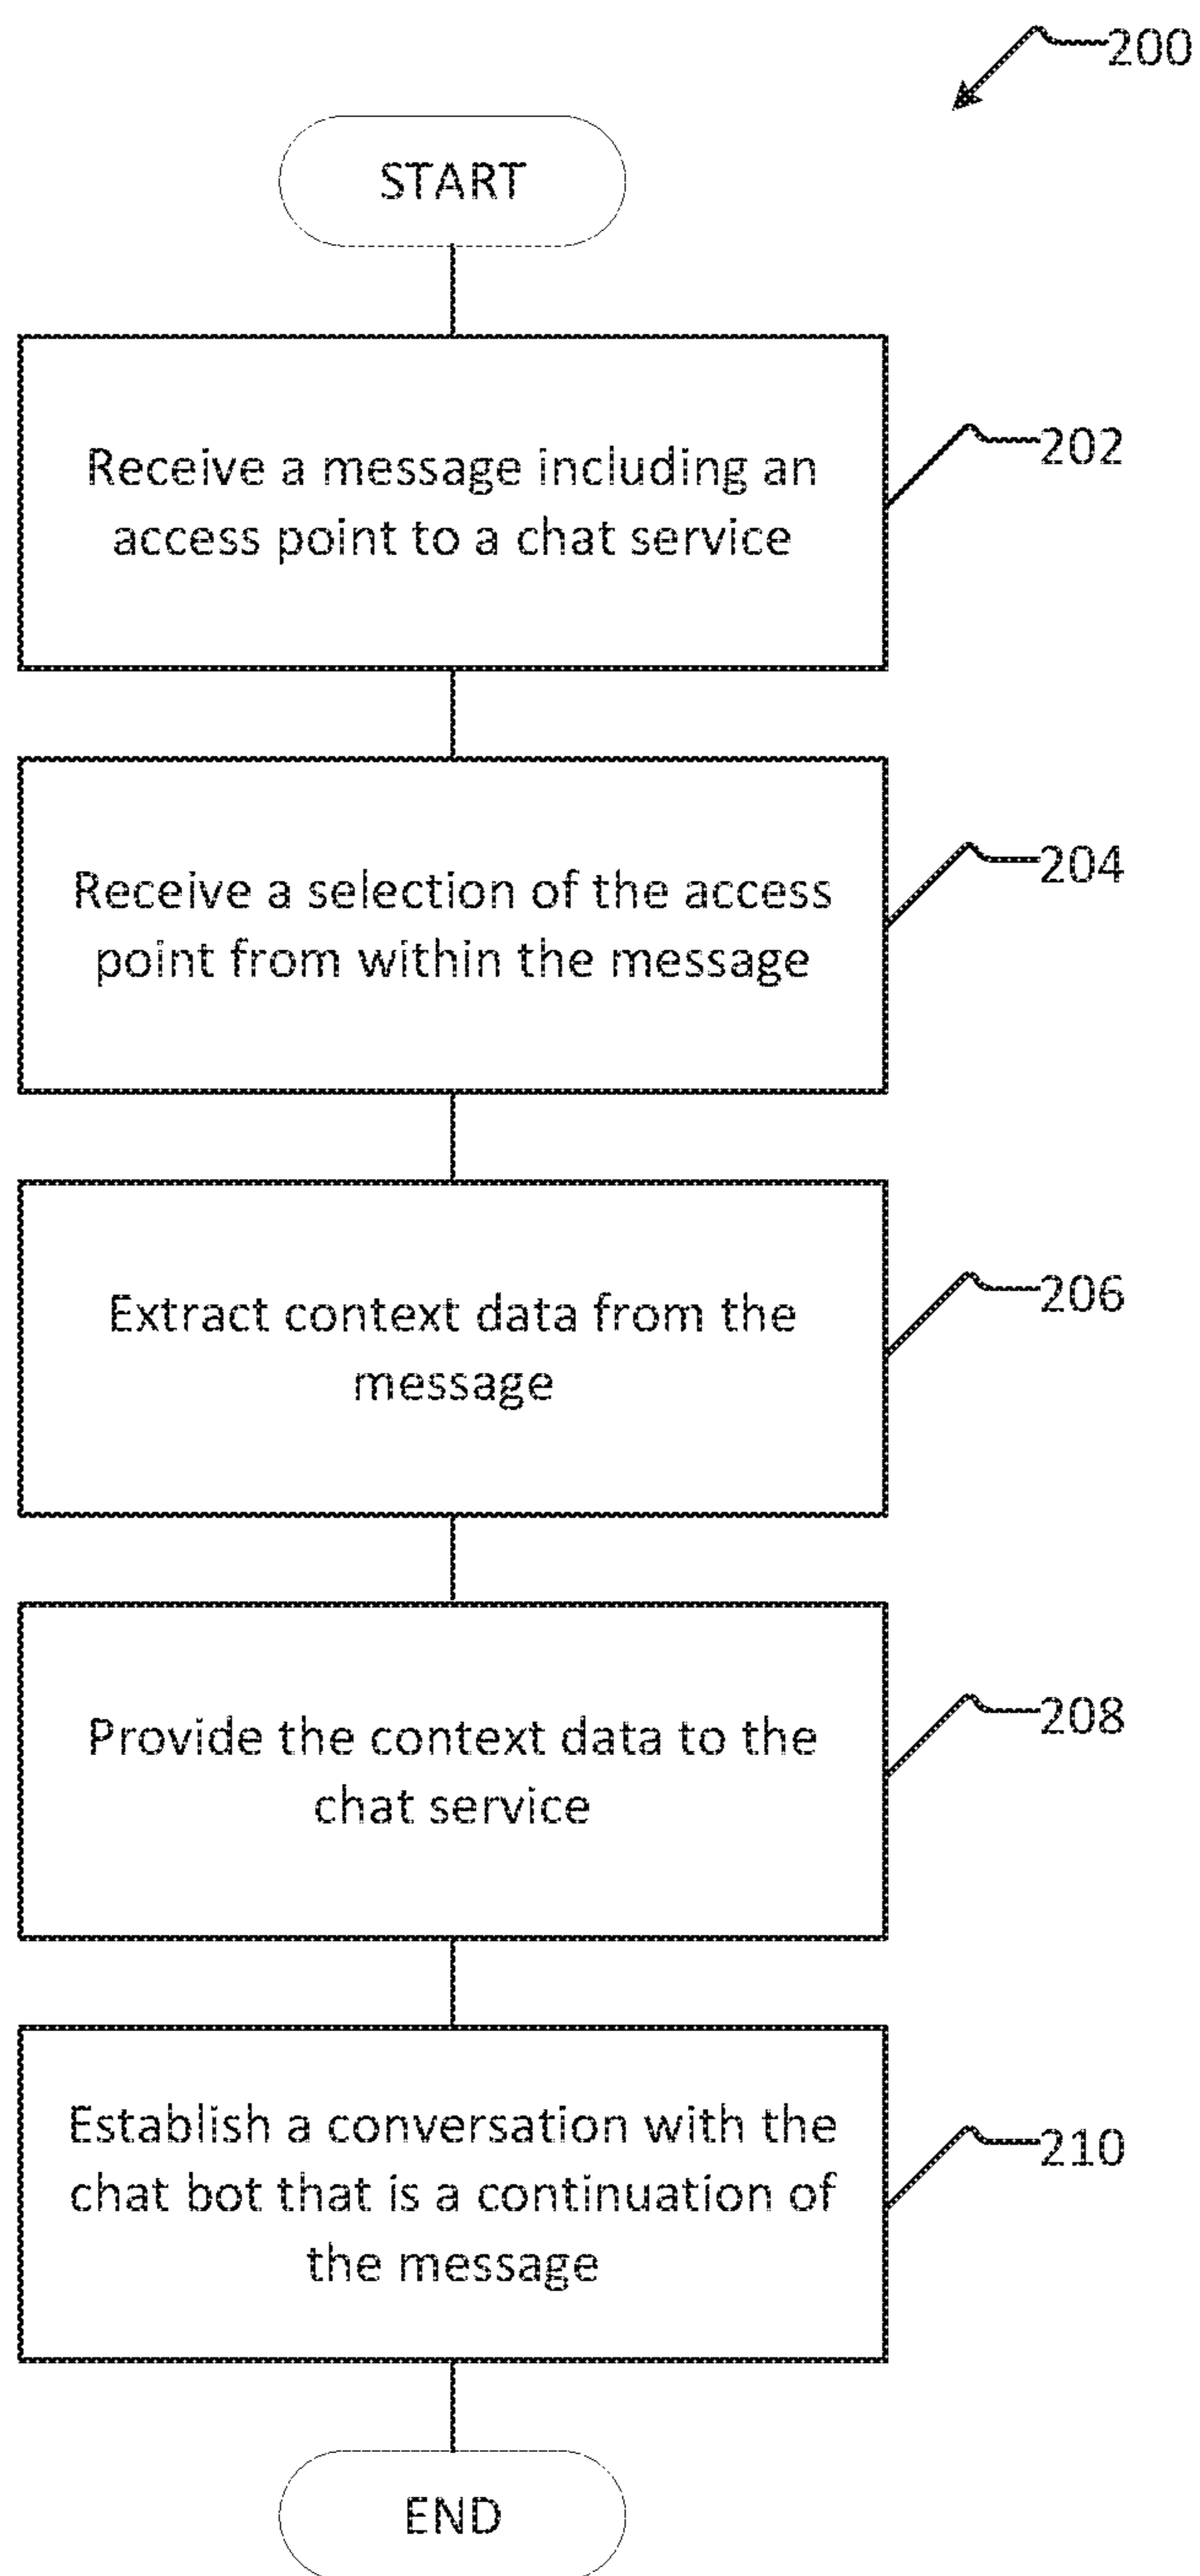 200
START
Receive a message including an
access point to a chat service
202
Receive a selection of the access
point from within the message
204
Extract context data from the
message
206
Provide the context data to the
chat service
208
Establish a conversation with the
chat bot that is a continuation of
the message
210
END